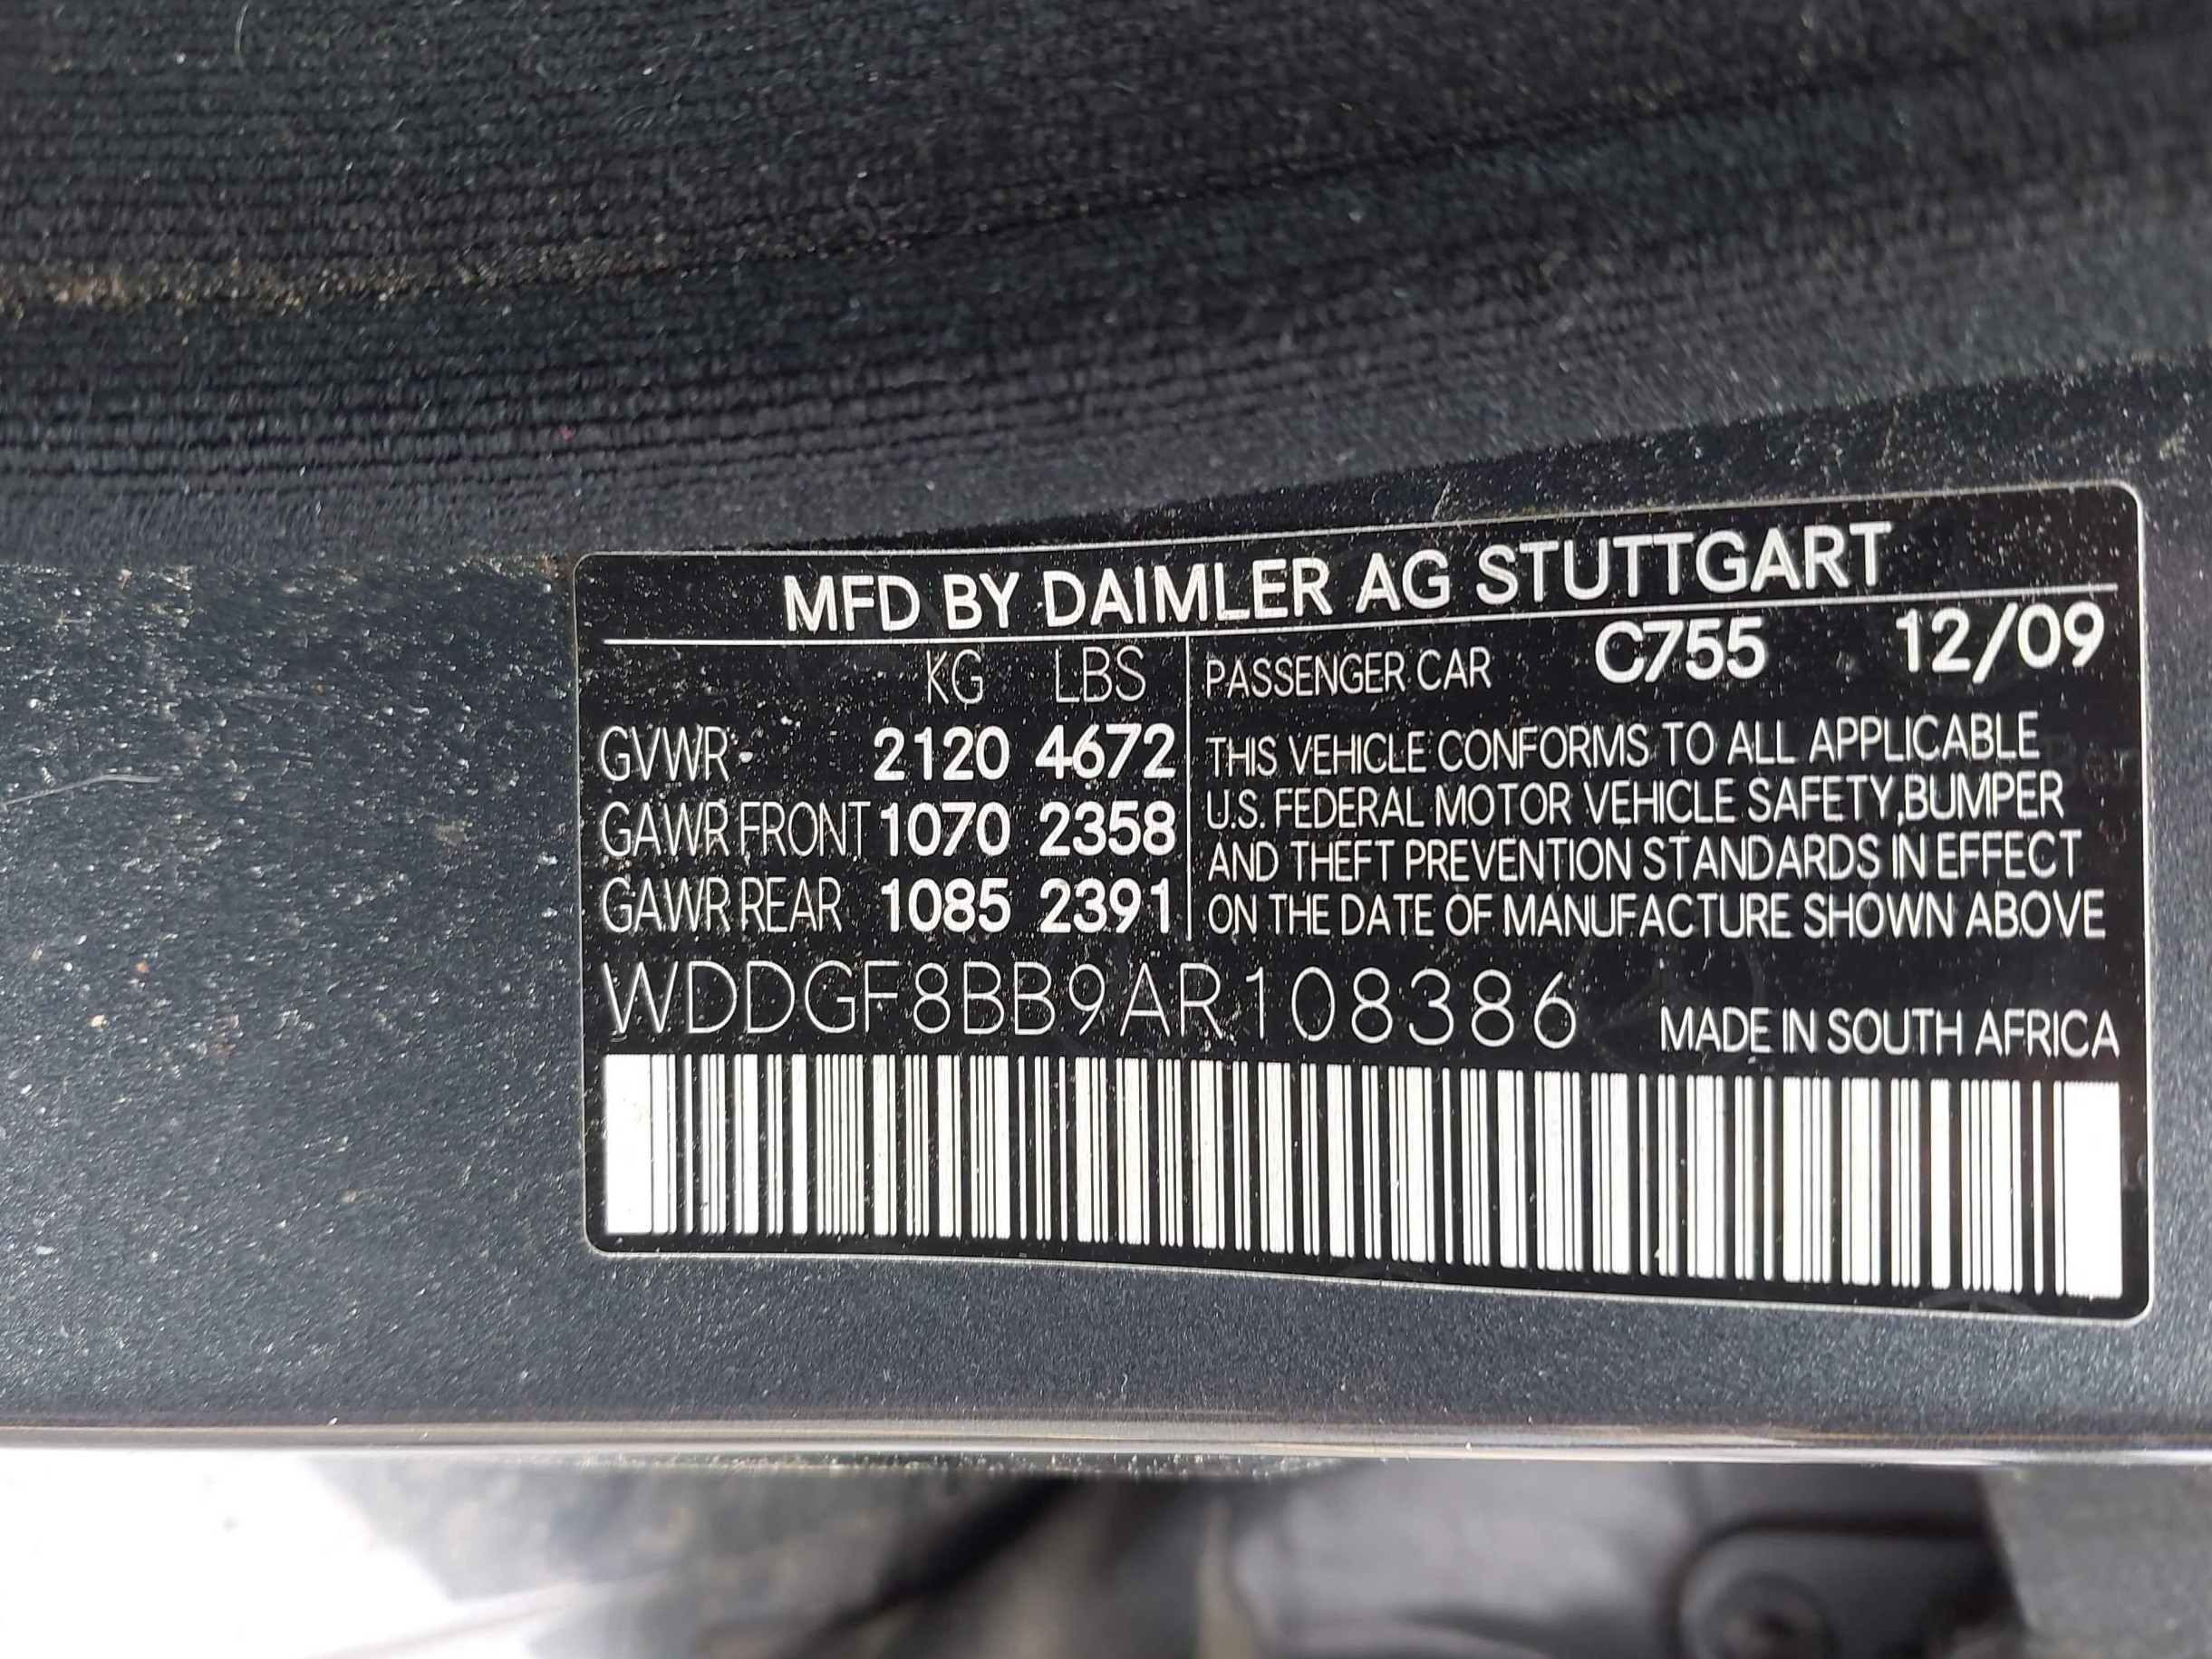 MFD BY DAIMLER AG STUTTGART
KG LBS
GVWR 2120 4672
GAWR FRONT 1070 2358
GAWR REAR 1085 2391
PASSENGER CAR C755 12/09
THIS VEHICLE CONFORMS TO ALL APPLICABLE
U.S. FEDERAL MOTOR VEHICLE SAFETY,BUMPER
AND THEFT PREVENTION STANDARDS IN EFFECT
ON THE DATE OF MANUFACTURE SHOWN ABOVE
WDDGF8BB9AR108386
MADE IN SOUTH AFRICA